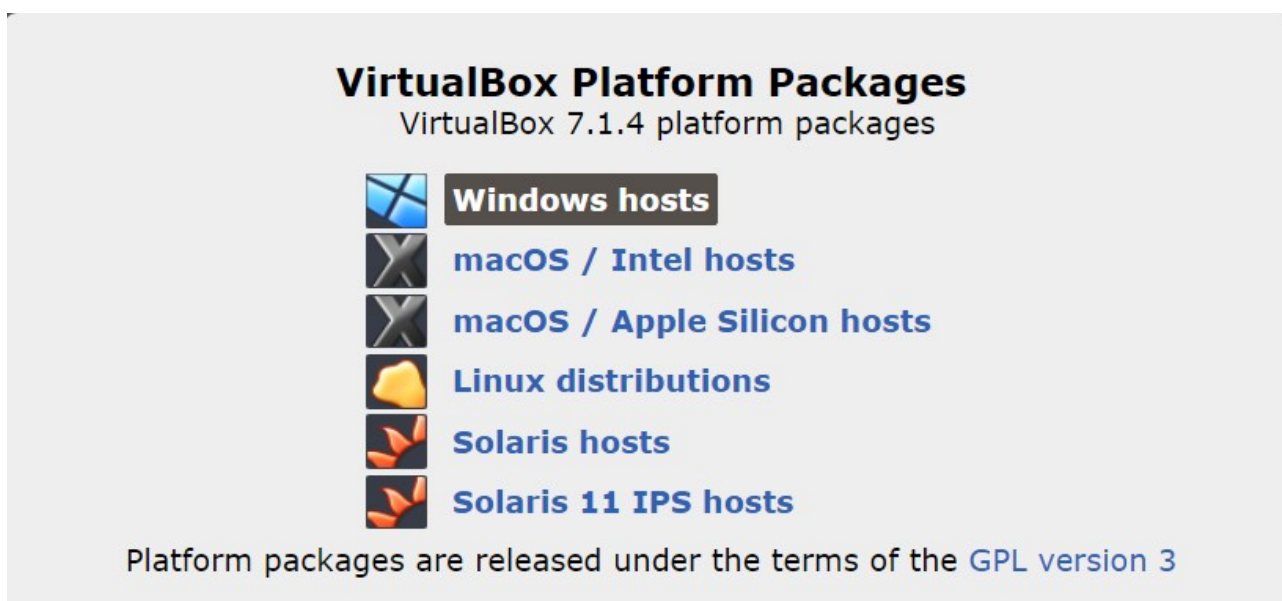 VirtualBox Platform Packages
VirtualBox 7.1.4 platform packages
Windows hosts
macOS / Intel hosts
macOS / Apple Silicon hosts
Linux distributions
Solaris hosts
Solaris 11 IPS hosts
Platform packages are released under the terms of the GPL version 3